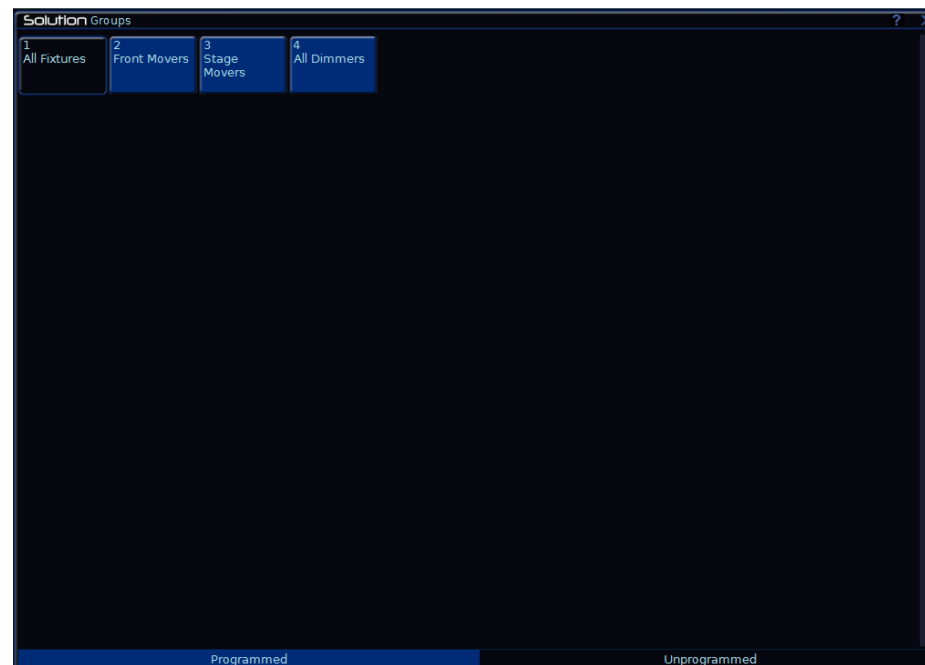 Solution Groups ?
1
All Fixtures
2
Front Movers
3
Stage
Movers
4
All Dimmers
Programmed
Unprogrammed